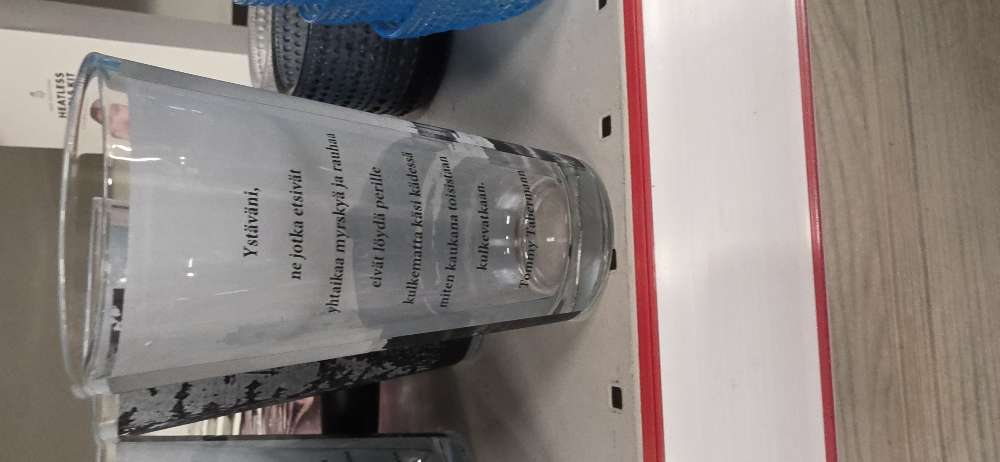 Ystäväni,
ne jotka etsivät
yhtaikaa myrskyä ja rauhaa
eivät löydä perille
kulkematta käsi kädessä
miten kaukana toisistaan
kulkevatkaan.
Tommy Tabermann
HEATLESS